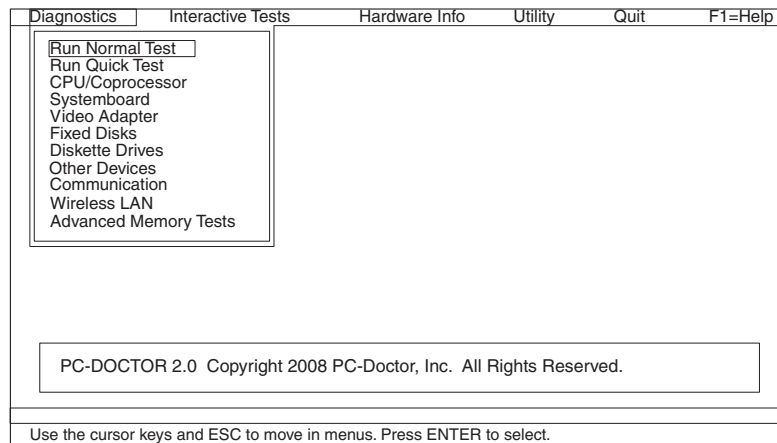 Diagnostics Interactive Tests Hardware Info Utility Quit F1=Help
Run Normal Test
Run Quick Test
CPU/Coprocessor
Systemboard
Video Adapter
Fixed Disks
Diskette Drives
Other Devices
Communication
Wireless LAN
Advanced Memory Tests
PC-DOCTOR 2.0 Copyright 2008 PC-Doctor, Inc. All Rights Reserved.
Use the cursor keys and ESC to move in menus. Press ENTER to select.